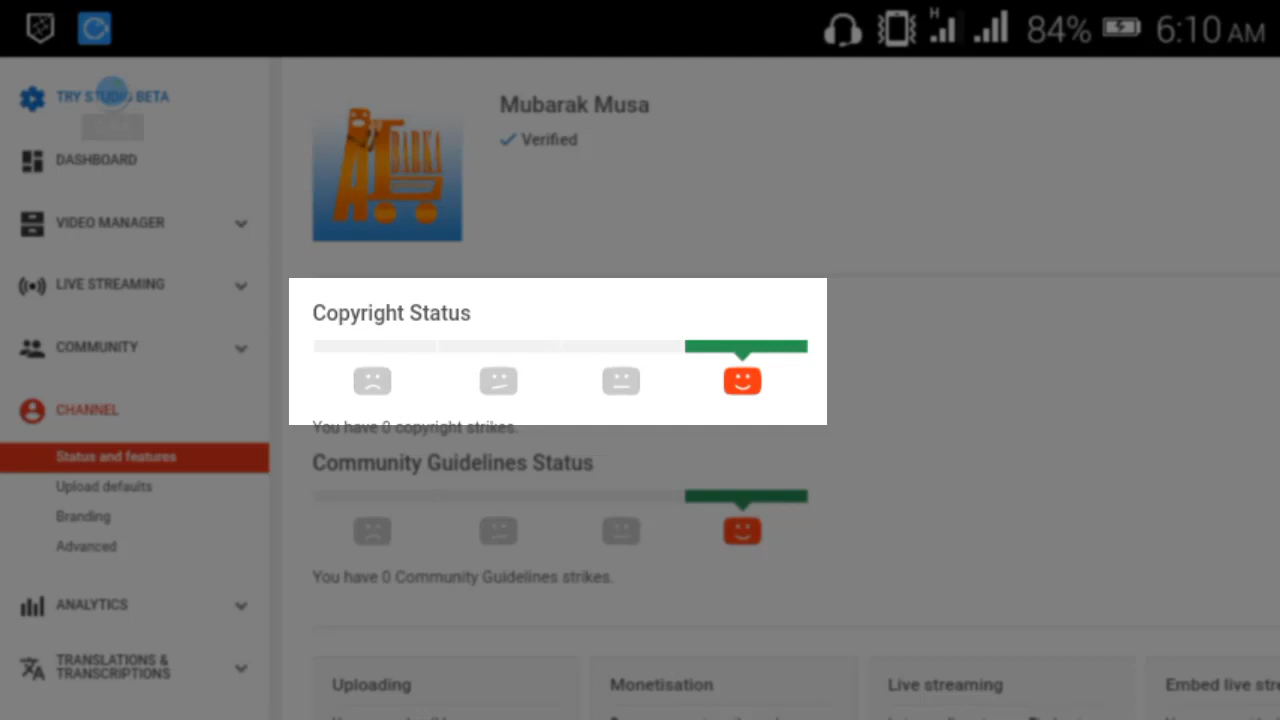 H
84%
6:10 AM
TRY STUDIO BETA
DASHBOARD
VIDEO MANAGER
LIVE STREAMING
COMMUNITY
CHANNEL
Status and features
Upload defaults
Branding
Advanced
ANALYTICS
TRANSLATIONS &
TRANSCRIPTIONS
BARKA
Mubarak Musa
Verified
Copyright Status
You have 0 copyright strikes.
Community Guidelines Status
You have 0 Community Guidelines strikes.
Uploading
Monetisation
Live streaming
Embed live